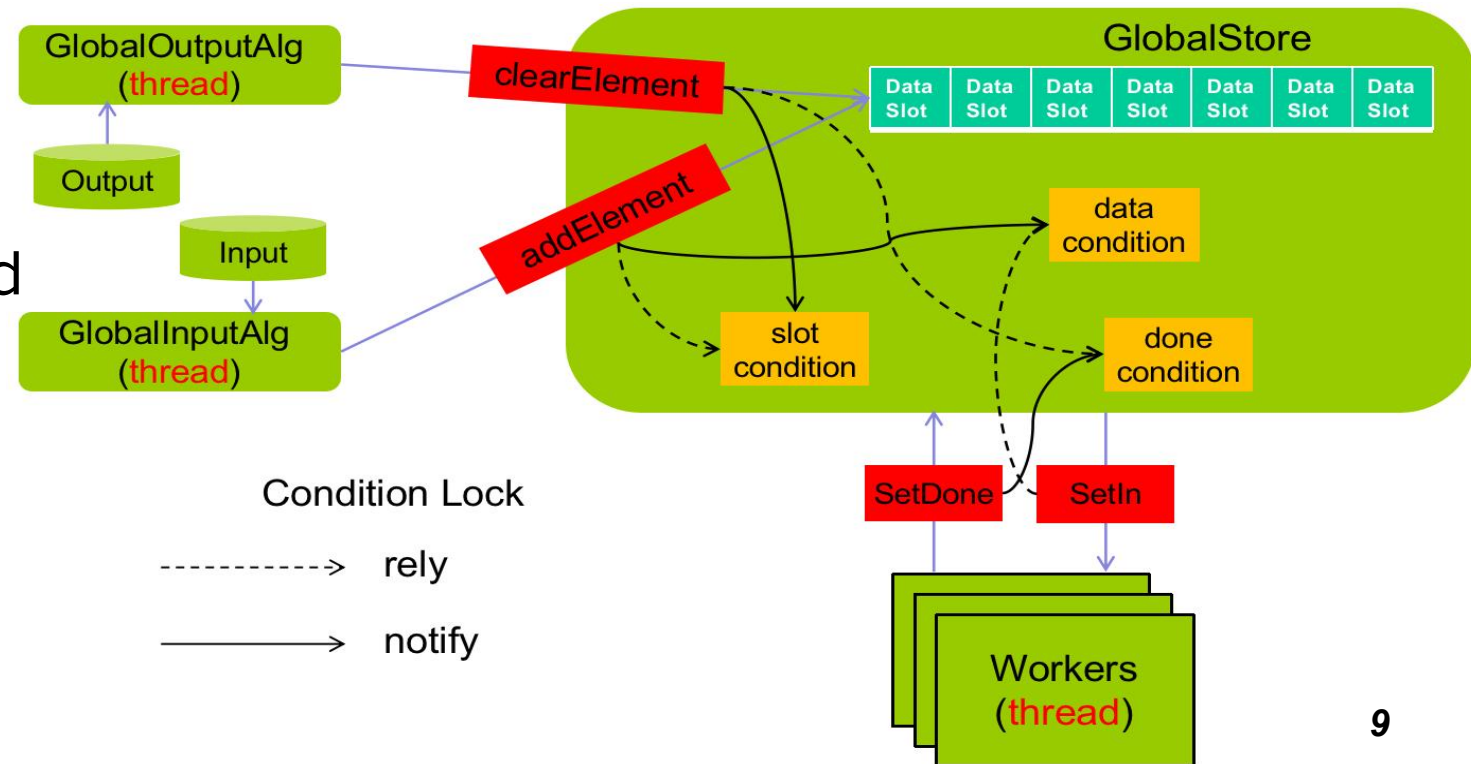 GlobalOutputAlg
(thread)
Output
Input
d
GlobalInputAlg
(thread)
clearElement
addElement
GlobalStore
Data Slot
Data Slot
Data Slot
Data Slot
Data Slot
Data Slot
Data Slot
data
condition
slot
condition
done
condition
SetDone
SetIn
Condition Lock
rely
notify
Workers
(thread)
9